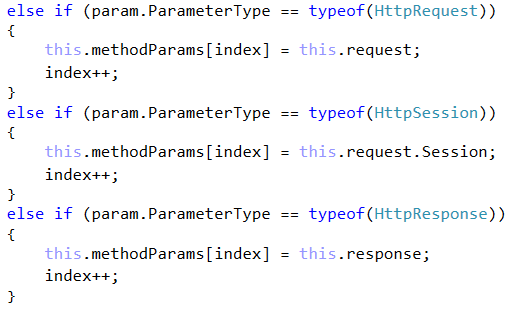 else if (param.ParameterType == typeof(HttpRequest))
{
    this.methodParams[index] = this.request;
    index++;
}
else if (param.ParameterType == typeof(HttpSession))
{
    this.methodParams[index] = this.request.Session;
    index++;
}
else if (param.ParameterType == typeof(HttpResponse))
{
    this.methodParams[index] = this.response;
    index++;
}